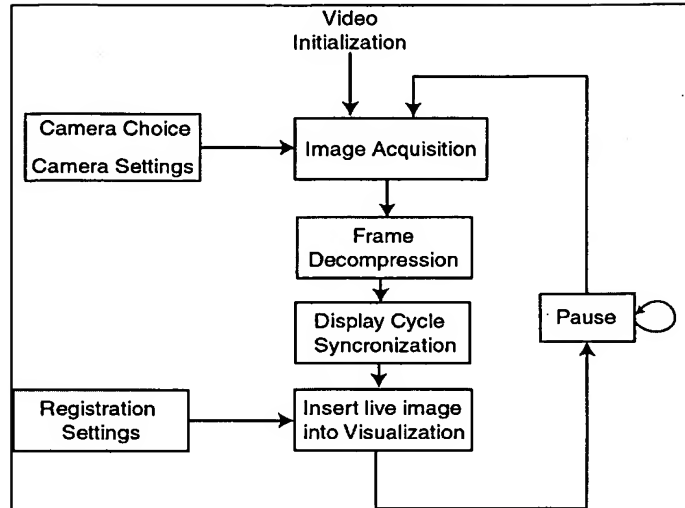 Video
Initialization
Camera Choice
Camera Settings
Image Acquisition
Frame
Decompression
Display Cycle
Syncronization
Pause
Registration
Settings
Insert live image
into Visualization